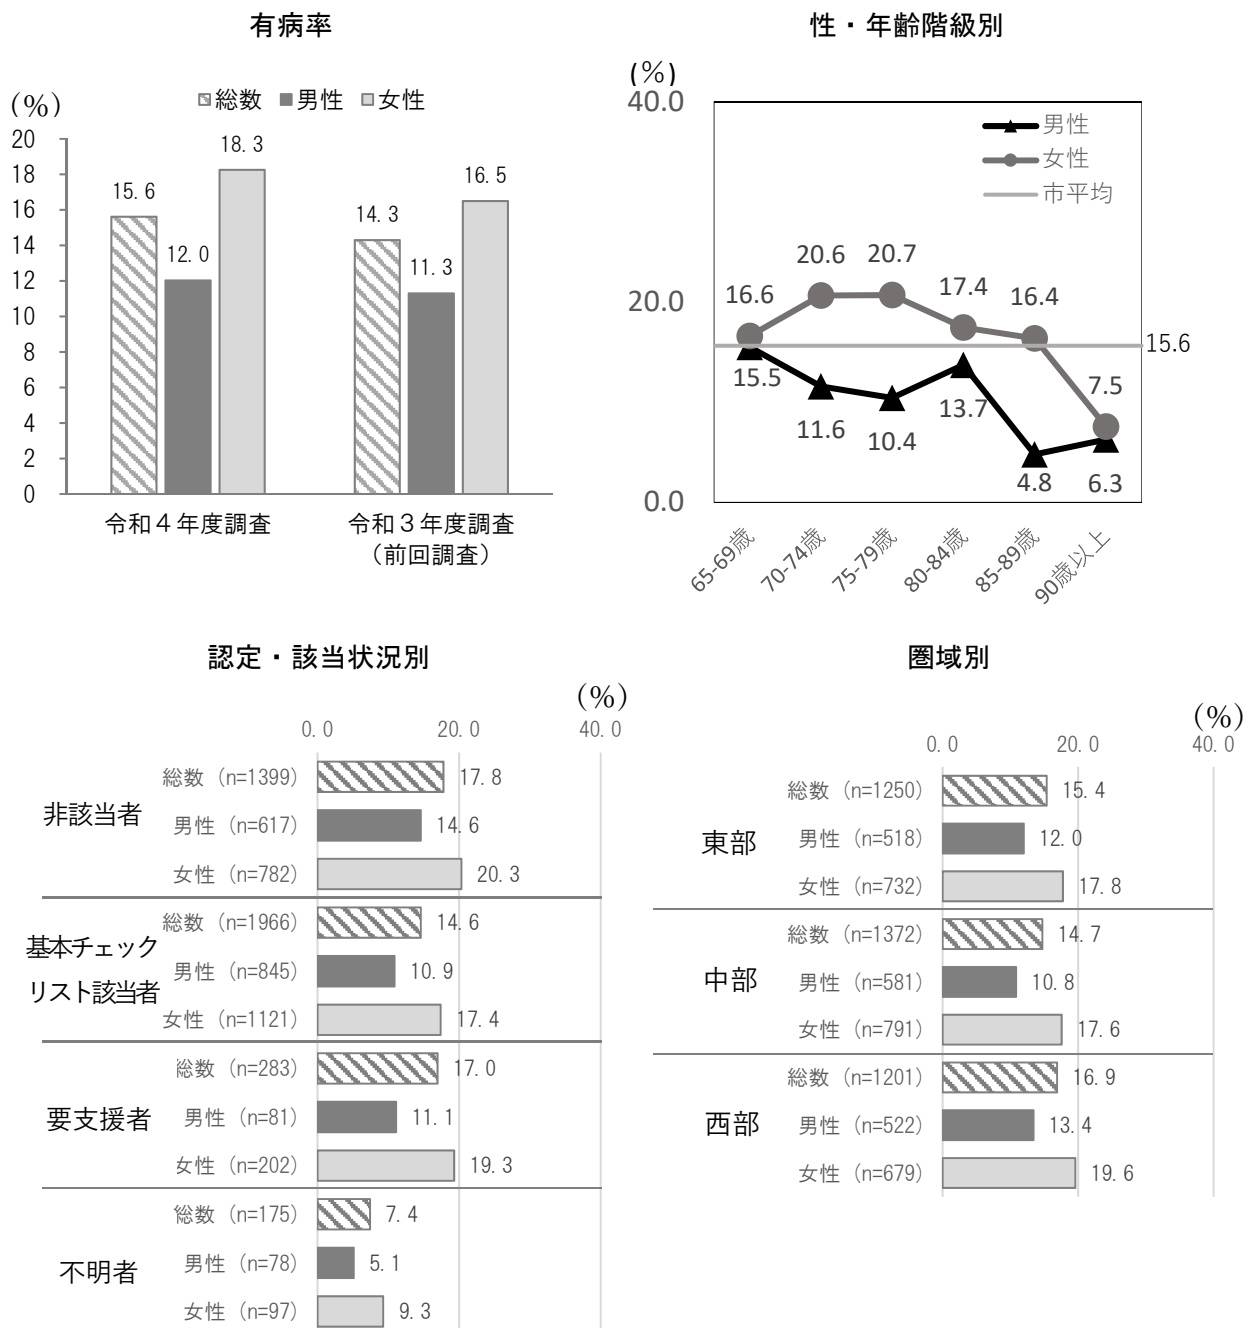 有病率
(%)
総数 男性 女性
20
18
16
14
12
10
8
6
4
2
0
15.6
12.0
18.3
14.3
11.3
16.5
令和４年度調査
令和３年度調査
（前回調査）
性・年齢階級別
(%)
40.0
20.0
0.0
男性
女性
市平均
16.6
20.6
20.7
17.4
16.4
7.5
15.6
15.5
11.6
10.4
13.7
4.8
6.3
65-69歳
70-74歳
75-79歳
80-84歳
85-89歳
90歳以上
認定・該当状況別
(%)
0.0 20.0 40.0
非該当者
総数 (n=1399) 17.8
男性 (n=617) 14.6
女性 (n=782) 20.3
基本チェック
リスト該当者
総数 (n=1966) 14.6
男性 (n=845) 10.9
女性 (n=1121) 17.4
要支援者
総数 (n=283) 17.0
男性 (n=81) 11.1
女性 (n=202) 19.3
不明者
総数 (n=175) 7.4
男性 (n=78) 5.1
女性 (n=97) 9.3
圏域別
(%)
0.0 20.0 40.0
東部
総数 (n=1250) 15.4
男性 (n=518) 12.0
女性 (n=732) 17.8
中部
総数 (n=1372) 14.7
男性 (n=581) 10.8
女性 (n=791) 17.6
西部
総数 (n=1201) 16.9
男性 (n=522) 13.4
女性 (n=679) 19.6